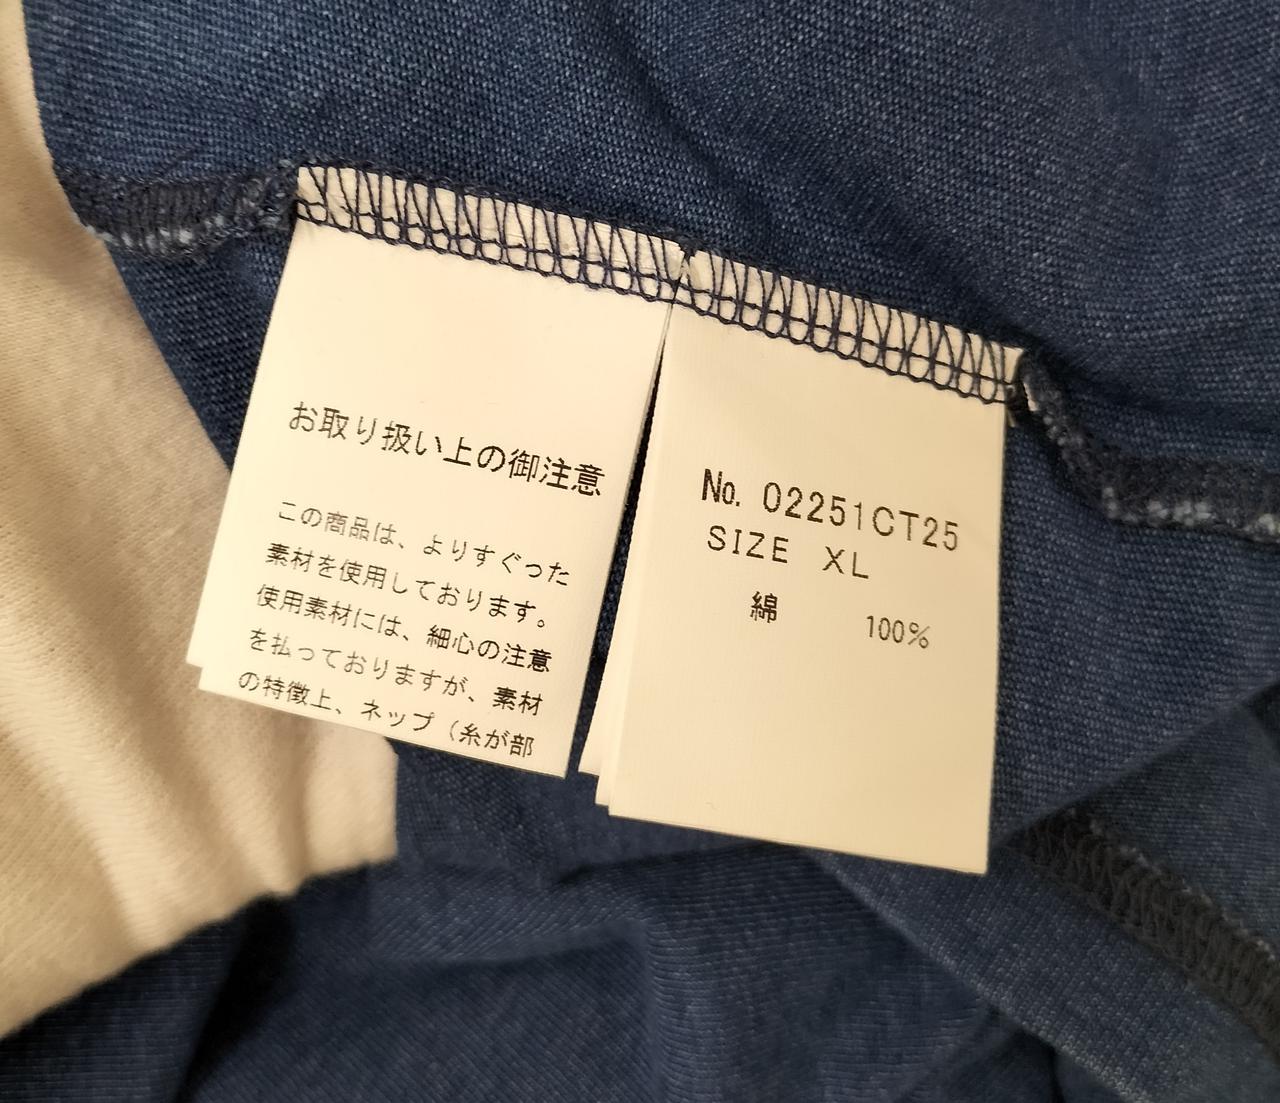 お取り扱い上の御注意
この商品は、よりすぐった
素材を使用しております。
使用素材には、細心の注意
を払っておりますが、素材
の特徴上、ネップ（糸が部
No. 02251CT25
SIZE XL
綿 100%